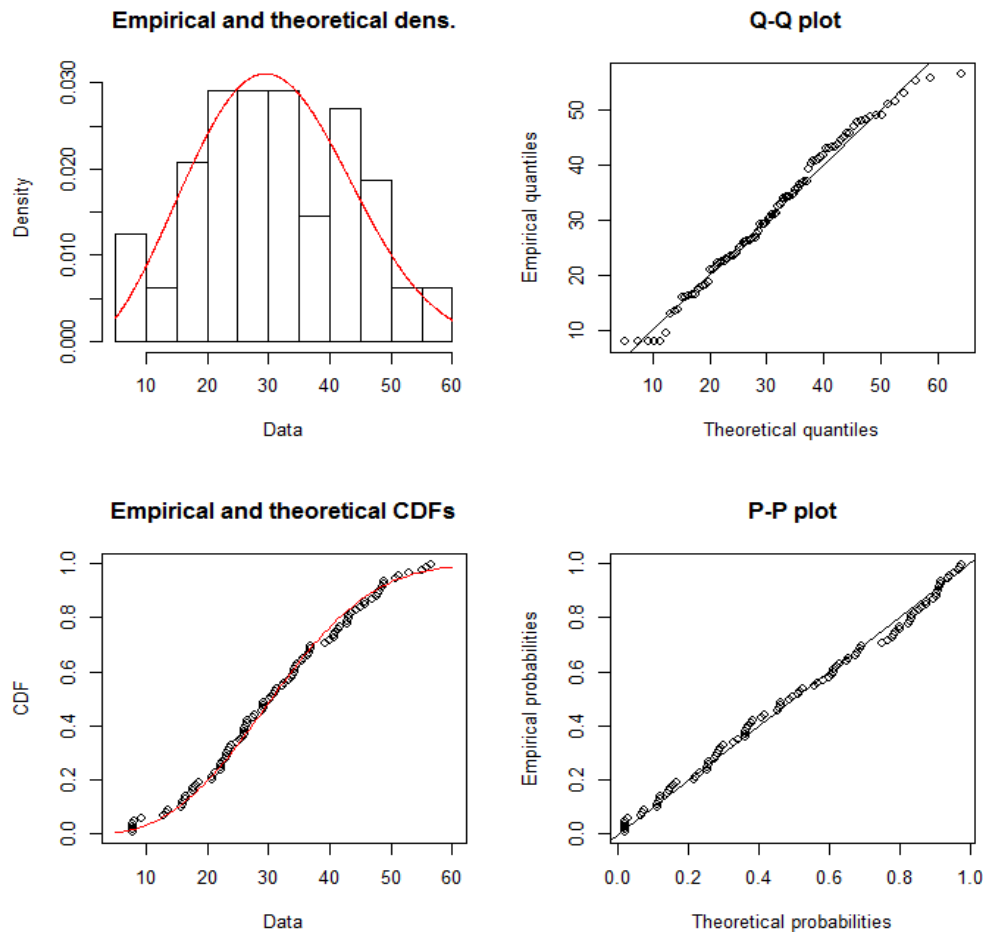 Empirical and theoretical dens.
Density
0.000
0.010
0.020
0.030
10 20 30 40 50 60
Data
Q-Q plot
Empirical quantiles
10
20
30
40
50
10 20 30 40 50 60
Theoretical quantiles
Empirical and theoretical CDFs
CDF
0.0
0.2
0.4
0.6
0.8
1.0
10 20 30 40 50 60
Data
P-P plot
Empirical probabilities
0.0
0.2
0.4
0.6
0.8
1.0
0.0 0.2 0.4 0.6 0.8 1.0
Theoretical probabilities